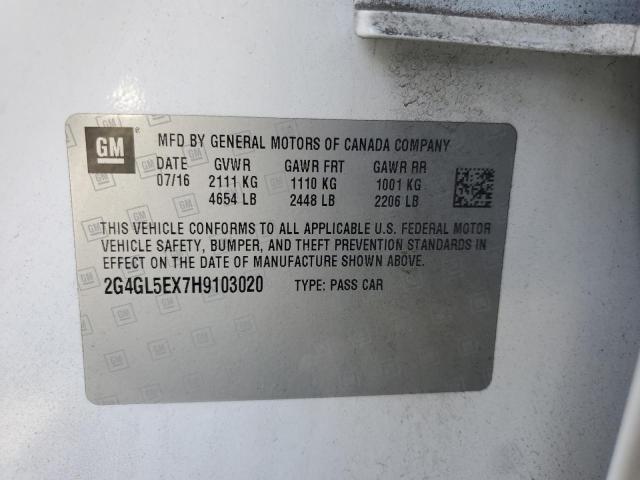 GM ® MFD BY GENERAL MOTORS OF CANADA COMPANY
DATE GVWR GAWR FRT GAWR RR
07/16 2111 KG 1110 KG 1001 KG
4654 LB 2448 LB 2206 LB
THIS VEHICLE CONFORMS TO ALL APPLICABLE U.S. FEDERAL MOTOR
VEHICLE SAFETY, BUMPER, AND THEFT PREVENTION STANDARDS IN
EFFECT ON THE DATE OF MANUFACTURE SHOWN ABOVE.
2G4GL5EX7H9103020 TYPE: PASS CAR